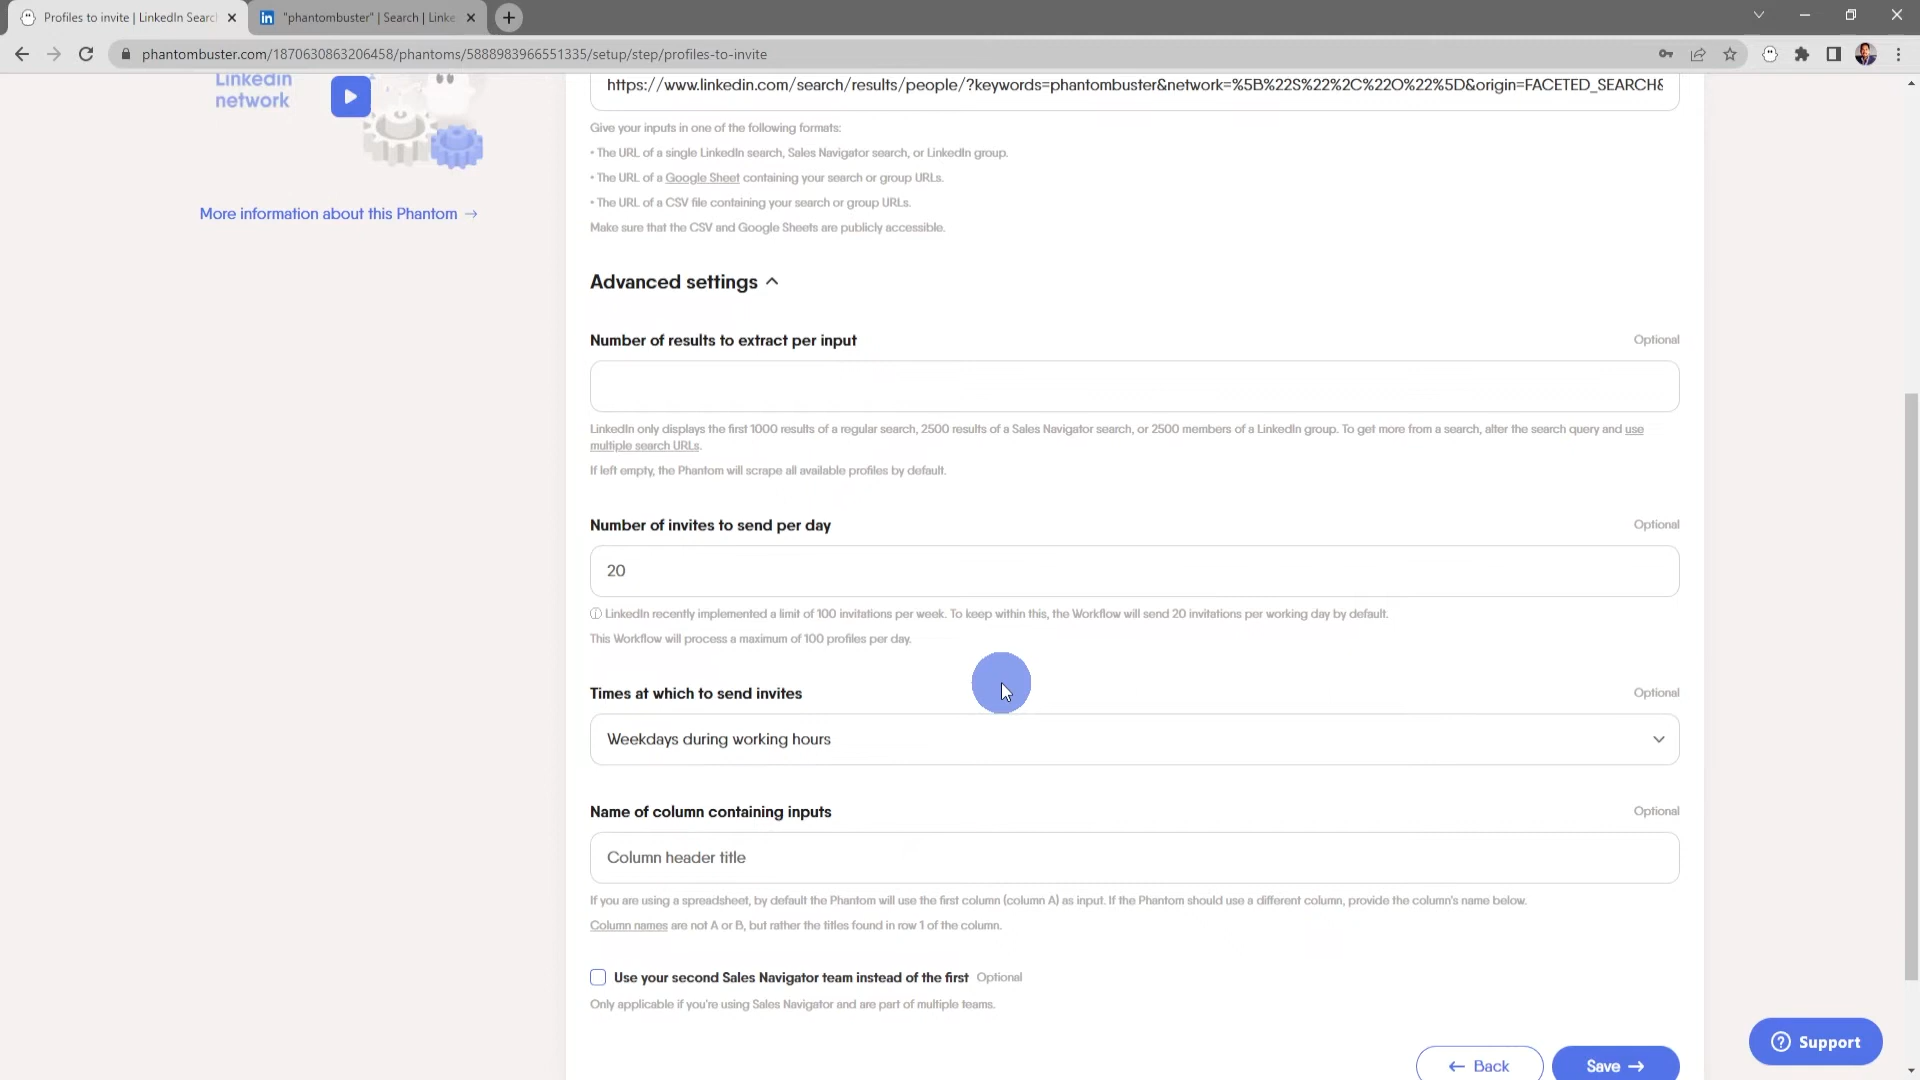 Profiles to invite | LinkedIn Searc
"phantombuster" | Search | Linke
phantombuster.com/1870630863206458/phantoms/5888983966551335/setup/step/profiles-to-invite
Linkedin
network
More information about this Phantom →
https://www.linkedin.com/search/results/people/?keywords=phantombuster&network=%5B%22S%22%2C%22O%22%5D&origin=FACETED_SEARCH&
Give your inputs in one of the following formats:
• The URL of a single LinkedIn search, Sales Navigator search, or LinkedIn group.
• The URL of a Google Sheet containing your search or group URLs.
• The URL of a CSV file containing your search or group URLs.
Make sure that the CSV and Google Sheets are publicly accessible.
Advanced settings
Number of results to extract per input Optional
LinkedIn only displays the first 1000 results of a regular search, 2500 results of a Sales Navigator search, or 2500 members of a LinkedIn group. To get more from a search, alter the search query and use
multiple search URLs.
If left empty, the Phantom will scrape all available profiles by default.
Number of invites to send per day Optional
20
LinkedIn recently implemented a limit of 100 invitations per week. To keep within this, the Workflow will send 20 invitations per working day by default.
This Workflow will process a maximum of 100 profiles per day.
Times at which to send invites Optional
Weekdays during working hours
Name of column containing inputs Optional
Column header title
If you are using a spreadsheet, by default the Phantom will use the first column (column A) as input. If the Phantom should use a different column, provide the column's name below.
Column names are not A or B, but rather the titles found in row 1 of the column.
Use your second Sales Navigator team instead of the first Optional
Only applicable if you're using Sales Navigator and are part of multiple teams.
← Back Save →
Support